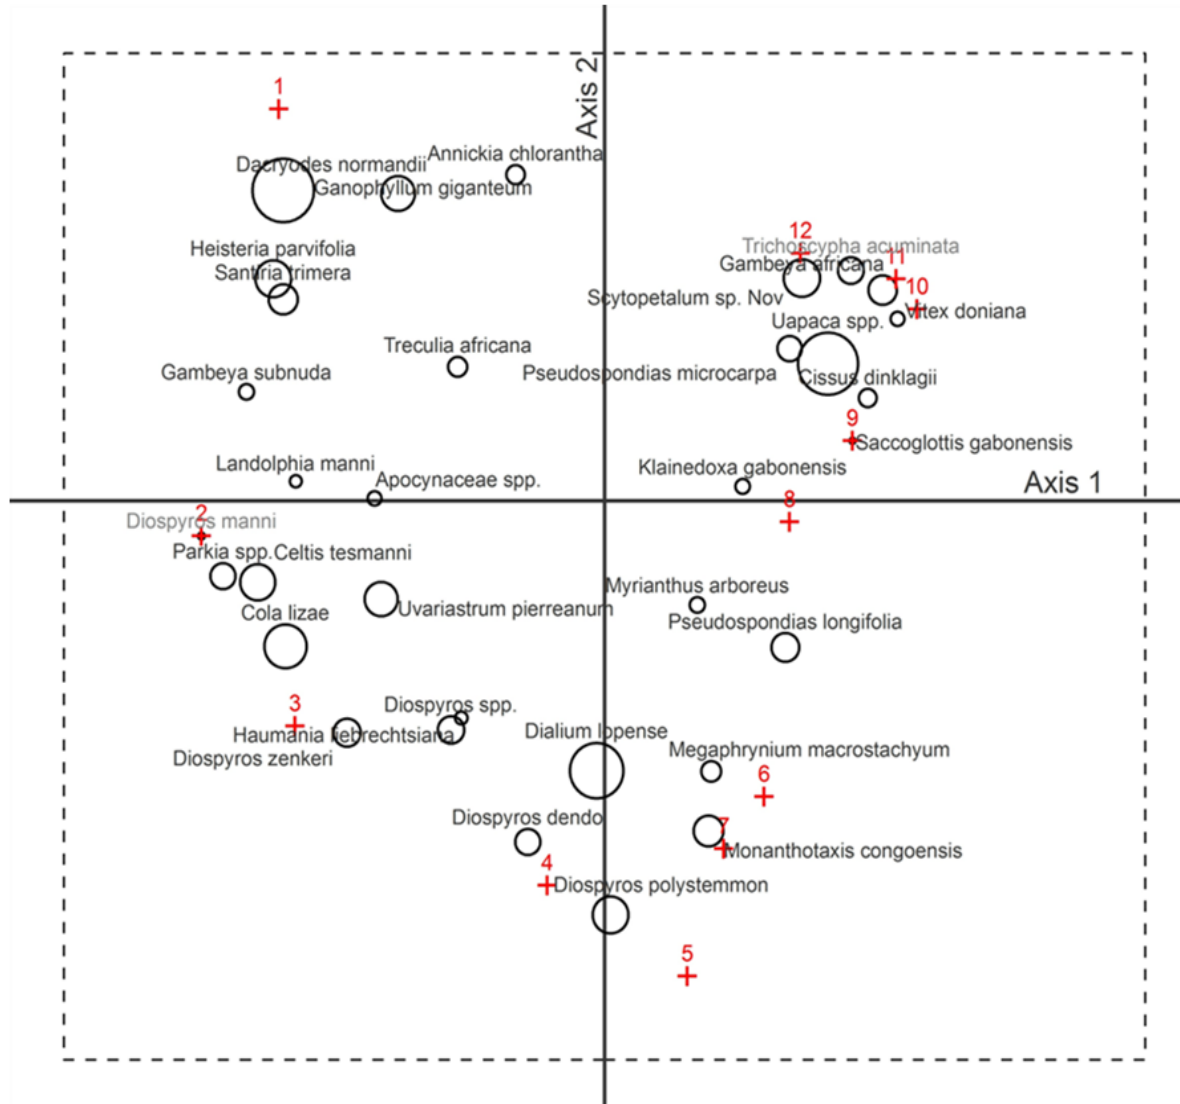 Axis 2
1
Annickia chlorantha
Dacryodes normandii
Ganophyllum giganteum
12
Heisteria parvifolia
Trichoscypha acuminata
11
Gambeya africana
Santiria trimera
10
Scytopetalum sp. Nov
Vitex doniana
Uapaca spp.
Treculia africana
Gambeya subnuda
Pseudospondias microcarpa
Cissus dinklagii
9
Saccoglottis gabonensis
Landolphia manni
Klainedoxa gabonensis
Apocynaceae spp.
Axis 1
8
2
Diospyros manni
Parkia spp.
Celtis tesmanni
Myrianthus arboreus
Cola lizae
Uvariastrum pierreanum
Pseudospondias longifolia
3
Diospyros spp.
Haumania liebrechtsiana
Dialium lopense
Diospyros zenkeri
Megaphrynium macrostachyum
6
Diospyros dendo
7
Monanthotaxis congoensis
4
Diospyros polystemmon
5